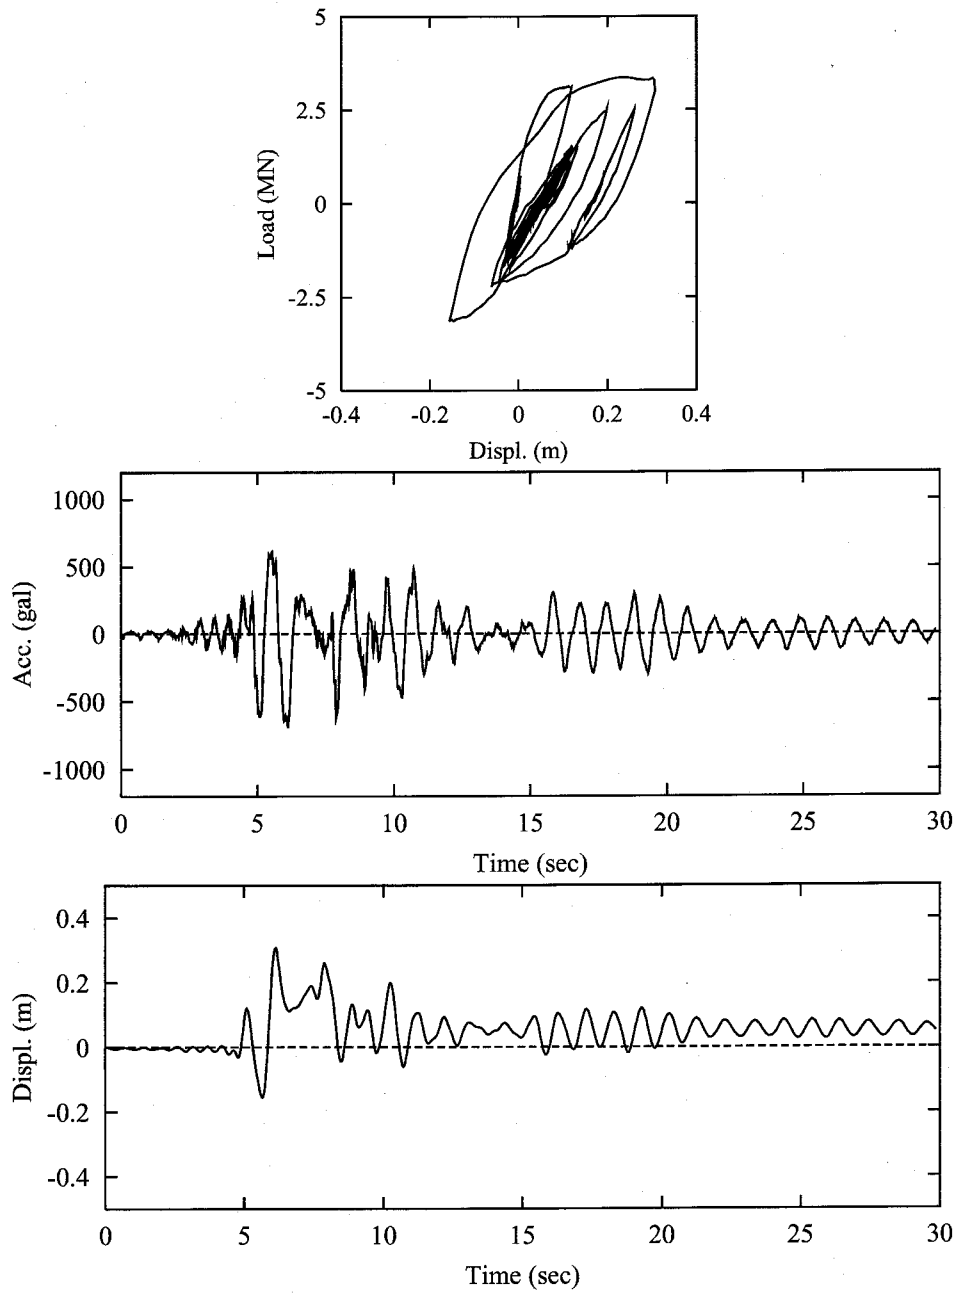 5
2.5
0
-2.5
-5
Load (MN)
-0.4 -0.2 0 0.2 0.4
Displ. (m)
1000
500
0
-500
-1000
Acc. (gal)
0 5 10 15 20 25 30
Time (sec)
0.4
0.2
0
-0.2
-0.4
Displ. (m)
0 5 10 15 20 25 30
Time (sec)